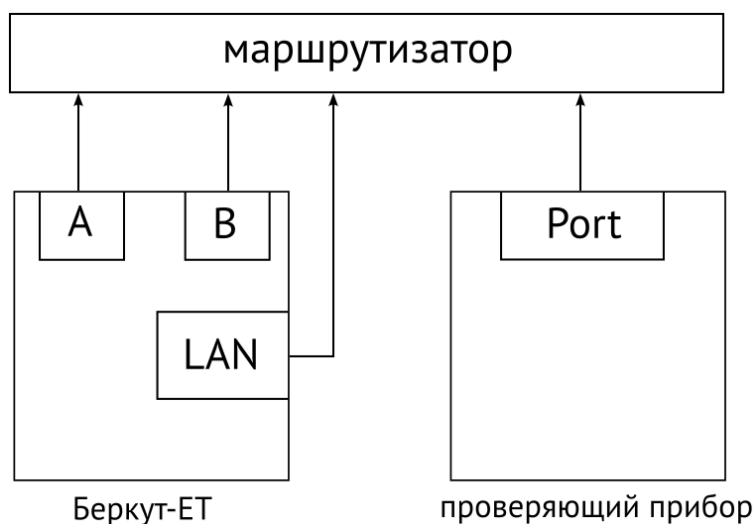 маршрутизатор
A
B
Port
LAN
Беркут-ET
проверяющий прибор